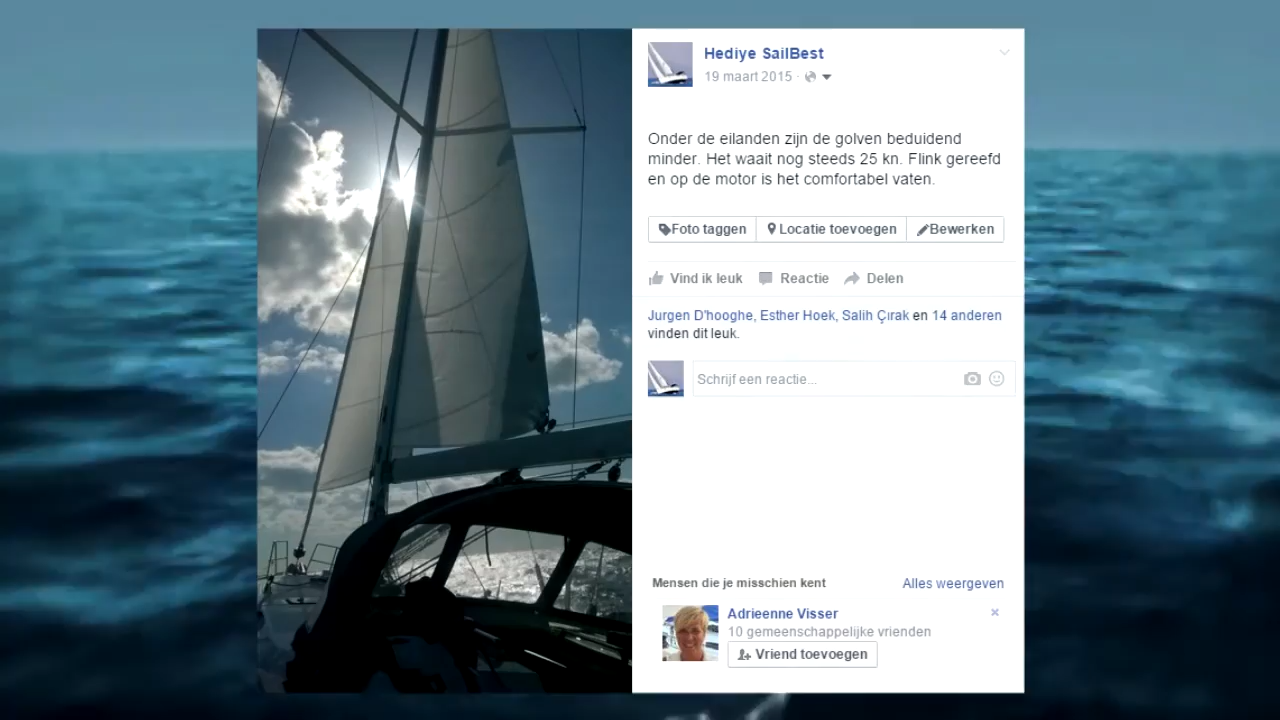 Hediye SailBest
19 maart 2015 ·
Onder de eilanden zijn de golven beduidend
minder. Het waait nog steeds 25 kn. Flink gereefd
en op de motor is het comfortabel vaten.
Foto taggen Locatie toevoegen Bewerken
Vind ik leuk Reactie Delen
Jurgen D'hooghe, Esther Hoek, Salih Çırak en 14 anderen
vinden dit leuk.
Schrijf een reactie...
Mensen die je misschien kent Alles weergeven
Adrieenne Visser
10 gemeenschappelijke vrienden
Vriend toevoegen